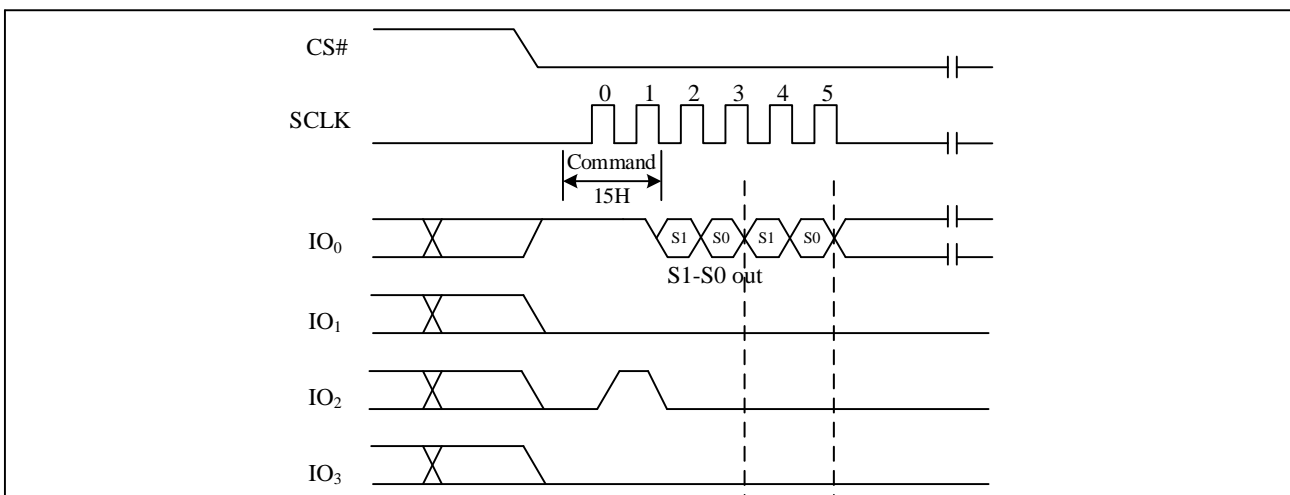 CS#
0 1 2 3 4 5
SCLK
Command
15H
IO0
S1 S0 S1 S0
S1-S0 out
IO1
IO2
IO3